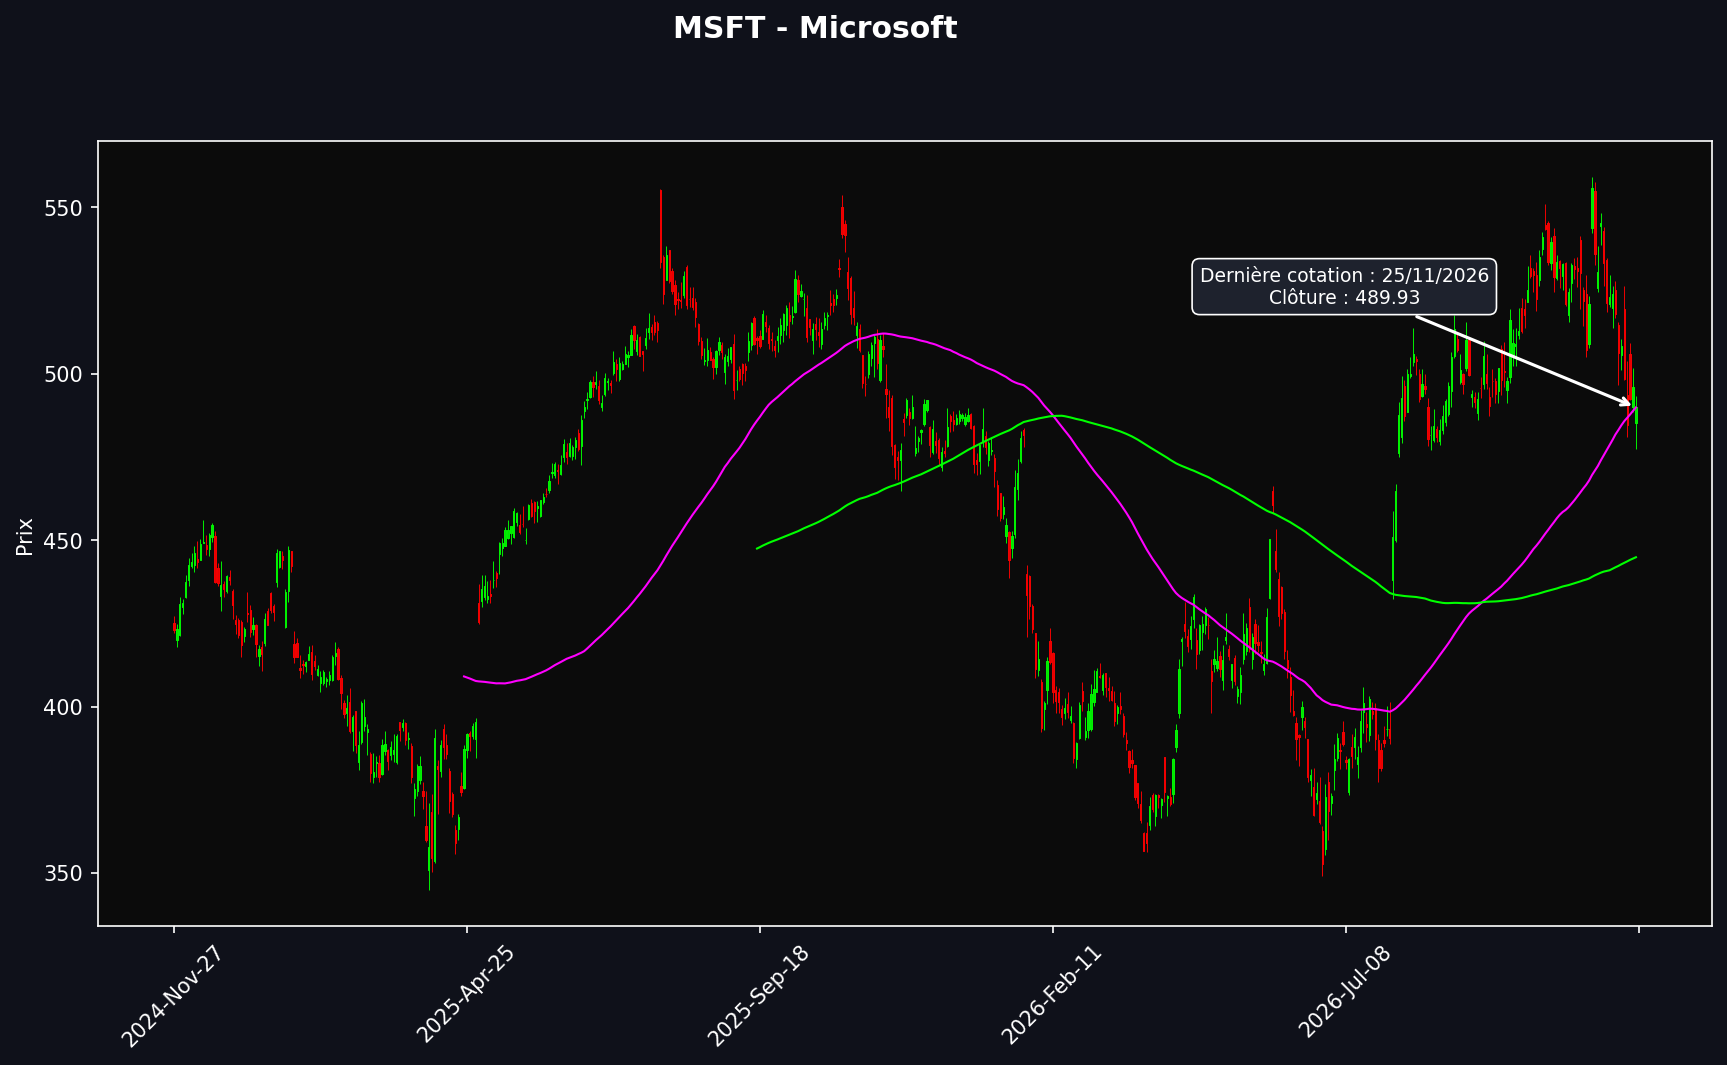 MSFT - Microsoft
Prix
550
500
450
400
350
Dernière cotation : 25/11/2026
Clôture : 489.93
2024-Nov-27
2025-Apr-25
2025-Sep-18
2026-Feb-11
2026-Jul-08